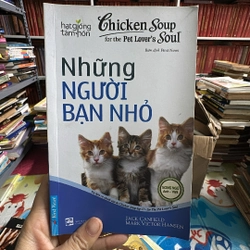 hạt giống
tâm hồn
Chicken Soup
for the Pet Lover's Soul
Những
NGƯỜI
BẠN NHỎ
JACK CANFIELD
MARK VICTOR HANSEN